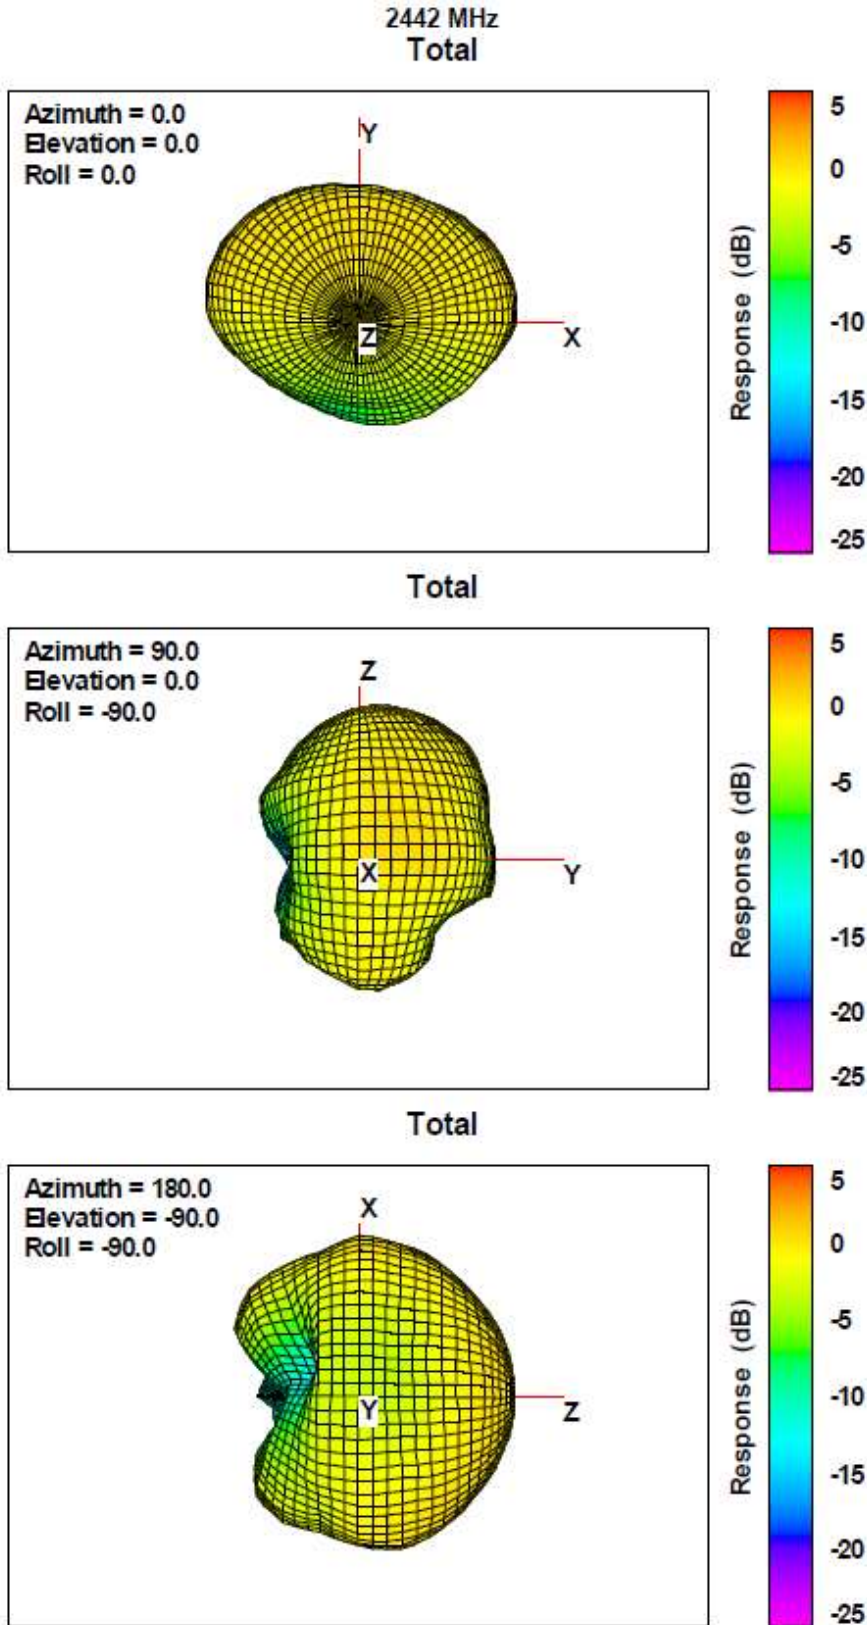 2442 MHz
Total
Azimuth = 0.0
Elevation = 0.0
Roll = 0.0
Y
Z
X
Response (dB)
5
0
-5
-10
-15
-20
-25
Total
Azimuth = 90.0
Elevation = 0.0
Roll = -90.0
Z
X
Y
Response (dB)
5
0
-5
-10
-15
-20
-25
Total
Azimuth = 180.0
Elevation = -90.0
Roll = -90.0
X
Y
Z
Response (dB)
5
0
-5
-10
-15
-20
-25